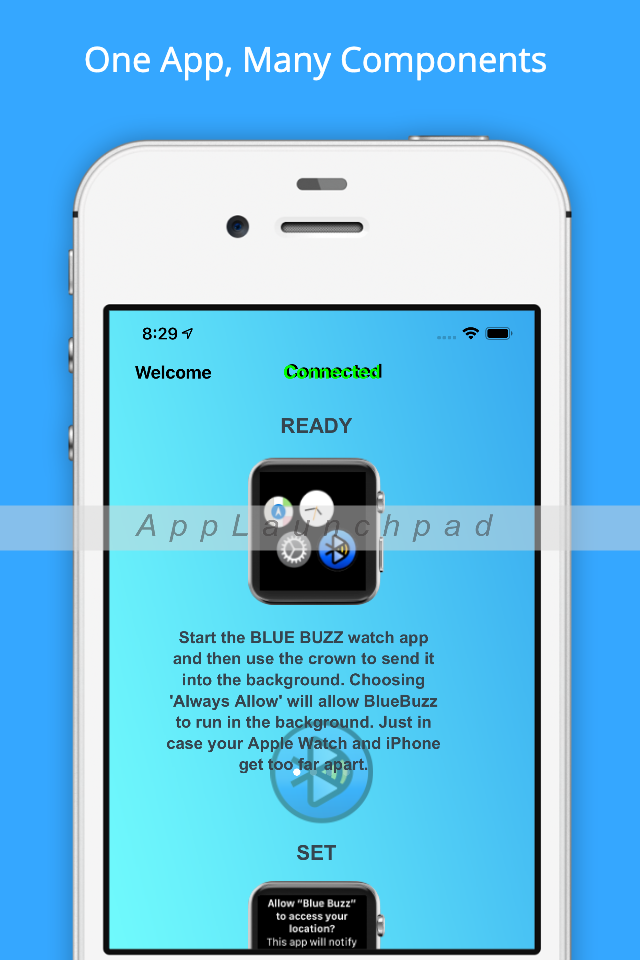 One App, Many Components
8:29
Welcome
Connected
READY
AppLaunchpad
Start the BLUE BUZZ watch app
and then use the crown to send it
into the background. Choosing
'Always Allow' will allow BlueBuzz
to run in the background. Just in
case your Apple Watch and iPhone
get too far apart.
SET
Allow “Blue Buzz”
to access your
location?
This app will notify